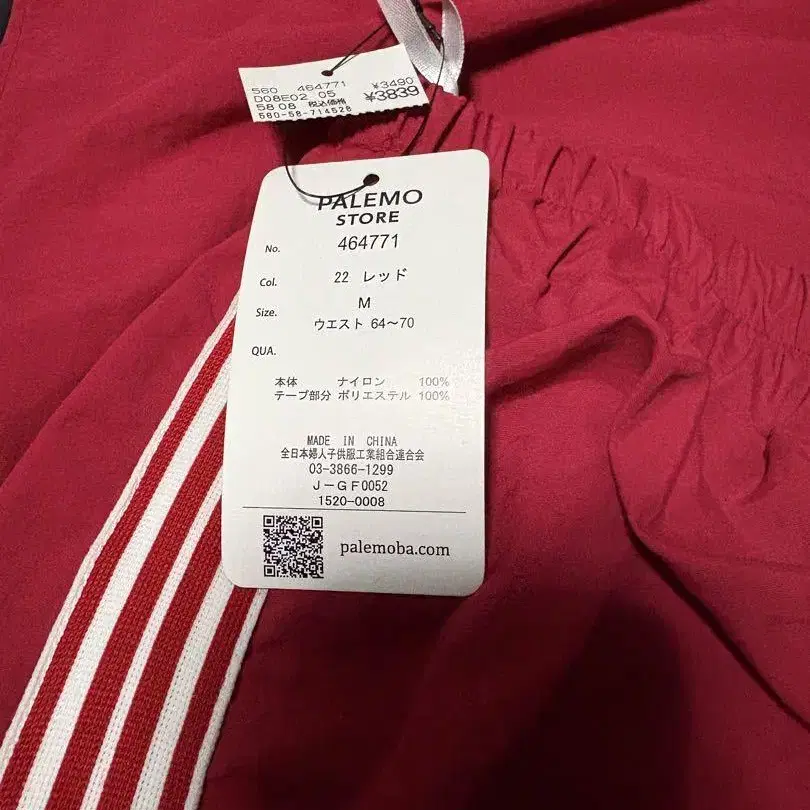 560 464771 ¥3490
D08E02 05 ¥3839
58 08 税込価格
560-58-714528
PALEMO
STORE
No. 464771
Col. 22 レッド
Size. M
ウエスト 64～70
QUA.
本体 ナイロン 100%
テープ部分 ポリエステル 100%
MADE IN CHINA
全日本婦人子供服工業組合連合会
03-3866-1299
J－GF0052
1520-0008
palemoba.com